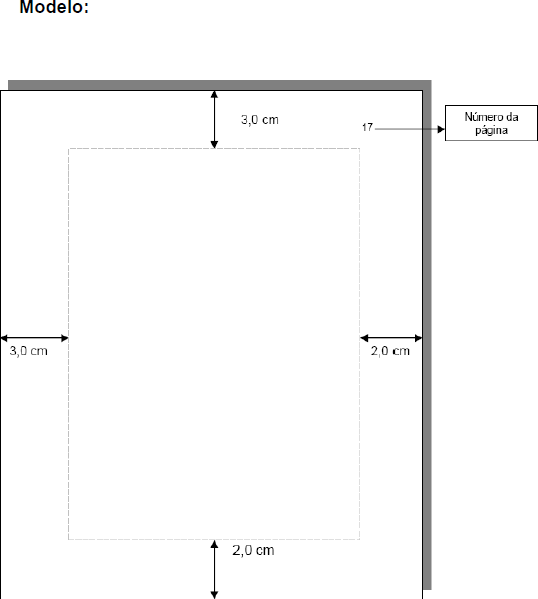 Modelo:
3,0 cm
17
Número da
página
3,0 cm
2,0 cm
2,0 cm